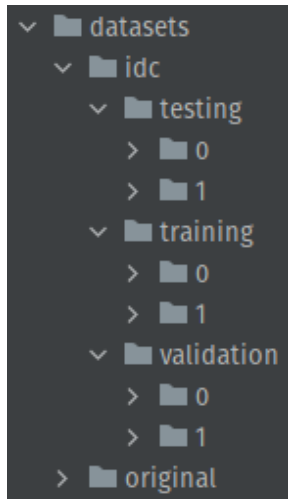 datasets
idc
testing
0
1
training
0
1
validation
0
1
original